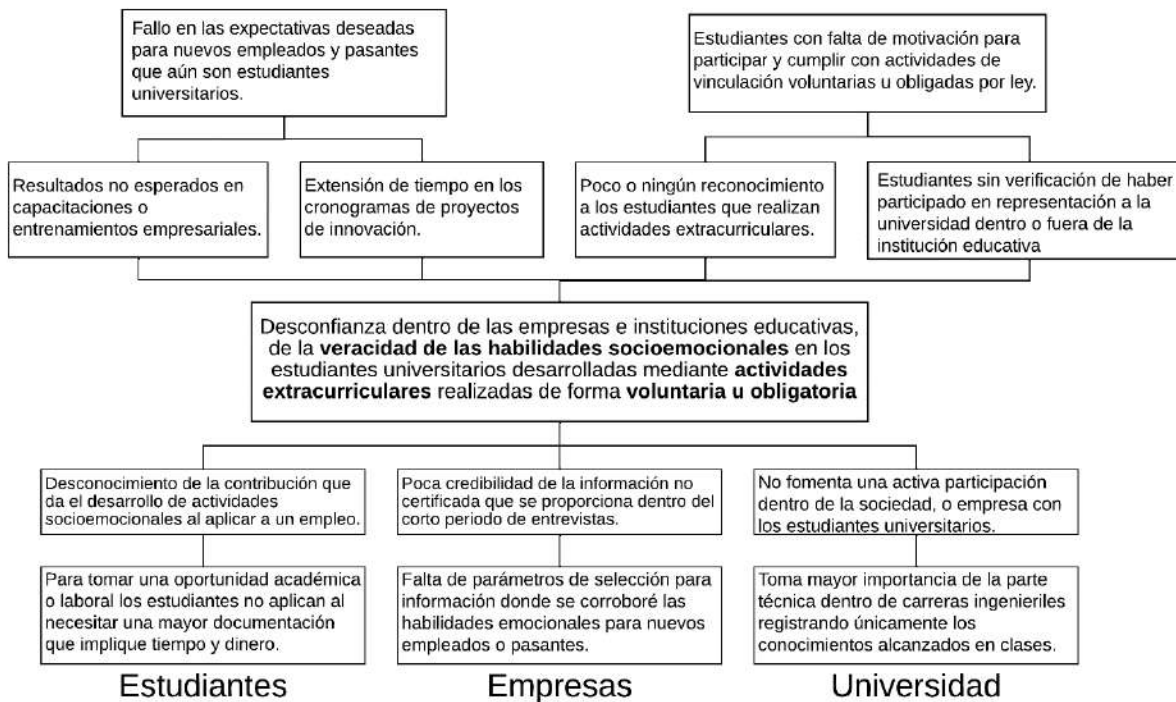 Fallo en las expectativas deseadas
para nuevos empleados y pasantes
que aún son estudiantes
universitarios.
Estudiantes con falta de motivación para
participar y cumplir con actividades de
vinculación voluntarias u obligadas por ley.
Resultados no esperados en
capacitaciones o
entrenamientos empresariales.
Extensión de tiempo en los
cronogramas de proyectos
de innovación.
Poco o ningún reconocimiento
a los estudiantes que realizan
actividades extracurriculares.
Estudiantes sin verificación de haber
participado en representación a la
universidad dentro o fuera de la
institución educativa
Desconfianza dentro de las empresas e instituciones educativas,
de la veracidad de las habilidades socioemocionales en los
estudiantes universitarios desarrolladas mediante actividades
extracurriculares realizadas de forma voluntaria u obligatoria
Desconocimiento de la contribución que
da el desarrollo de actividades
socioemocionales al aplicar a un empleo.
Poca credibilidad de la información no
certificada que se proporciona dentro del
corto periodo de entrevistas.
No fomenta una activa participación
dentro de la sociedad, o empresa con
los estudiantes universitarios.
Para tomar una oportunidad académica
o laboral los estudiantes no aplican al
necesitar una mayor documentación
que implique tiempo y dinero.
Falta de parámetros de selección para
información donde se corroboré las
habilidades emocionales para nuevos
empleados o pasantes.
Toma mayor importancia de la parte
técnica dentro de carreras ingenieriles
registrando únicamente los
conocimientos alcanzados en clases.
Estudiantes
Empresas
Universidad